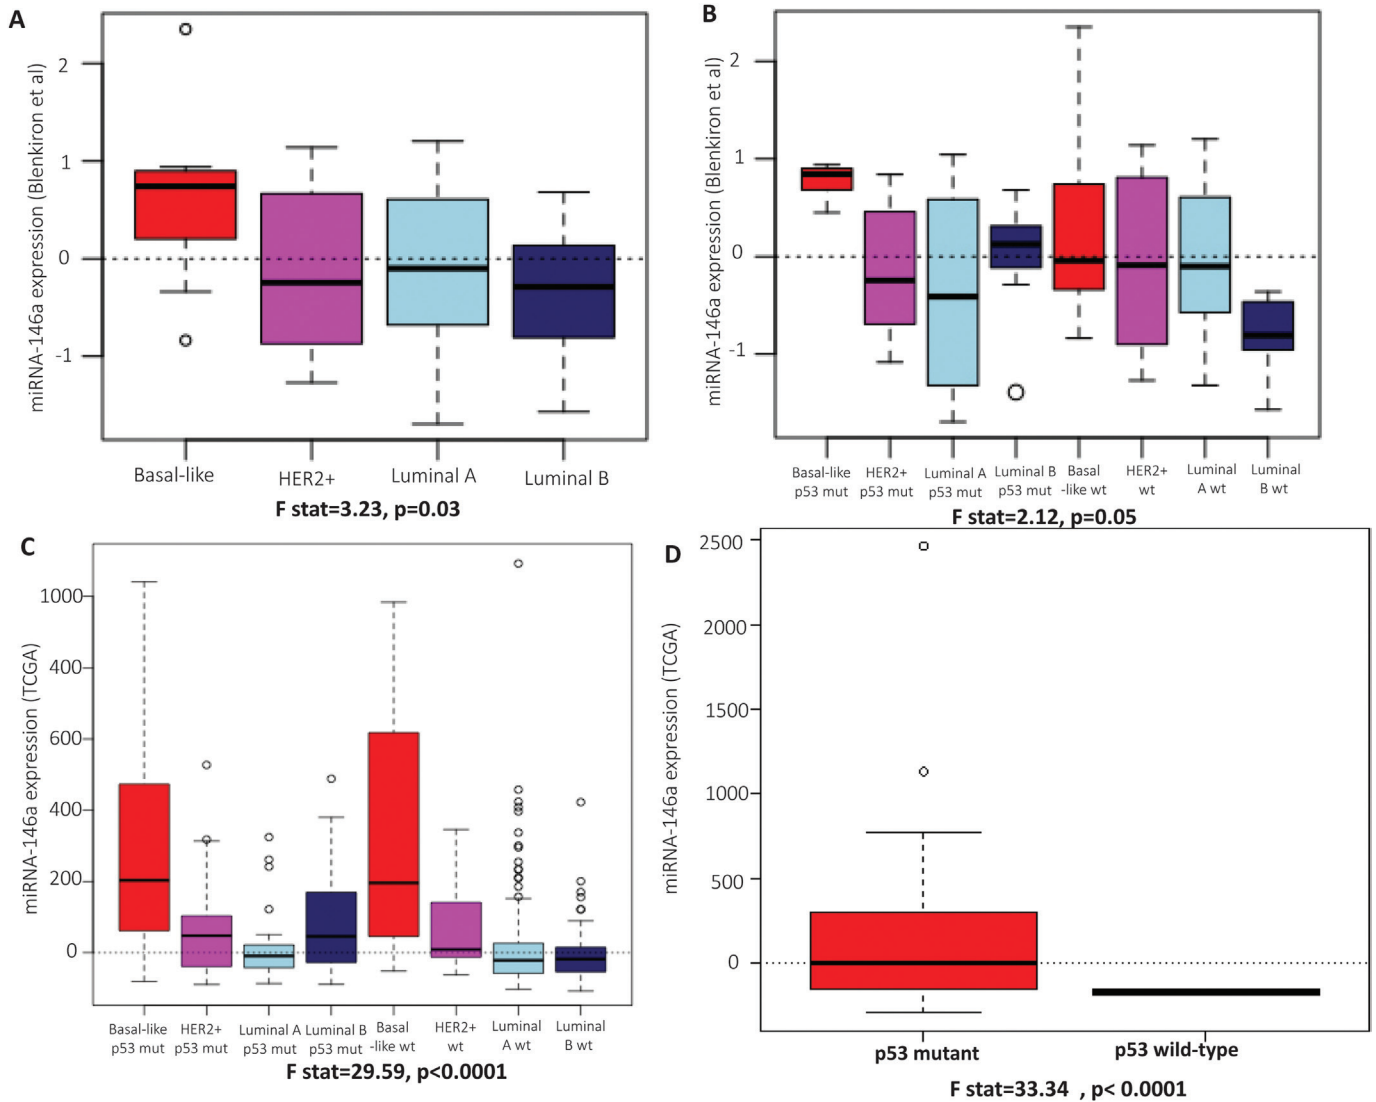 A
miRNA-146a expression (Blenkiron et al)
2
1
0
-1
Basal-like
HER2+
Luminal A
Luminal B
F stat=3.23, p=0.03
B
miRNA-146a expression (Blenkiron et al)
2
1
0
-1
Basal-like
p53 mut
HER2+
p53 mut
Luminal A
p53 mut
Luminal B
p53 mut
Basal
-like wt
HER2+
wt
Luminal
A wt
Luminal
B wt
F stat=2.12, p=0.05
C
miRNA-146a expression (TCGA)
1000
400
600
400
200
0
Basal-like
p53 mut
HER2+
p53 mut
Luminal A
p53 mut
Luminal B
p53 mut
Basal
-like wt
HER2+
wt
Luminal
A wt
Luminal
B wt
F stat=29.59, p<0.0001
D
miRNA-146a expression (TCGA)
2500
2000
1500
1000
500
0
p53 mutant
p53 wild-type
F stat=33.34 , p< 0.0001